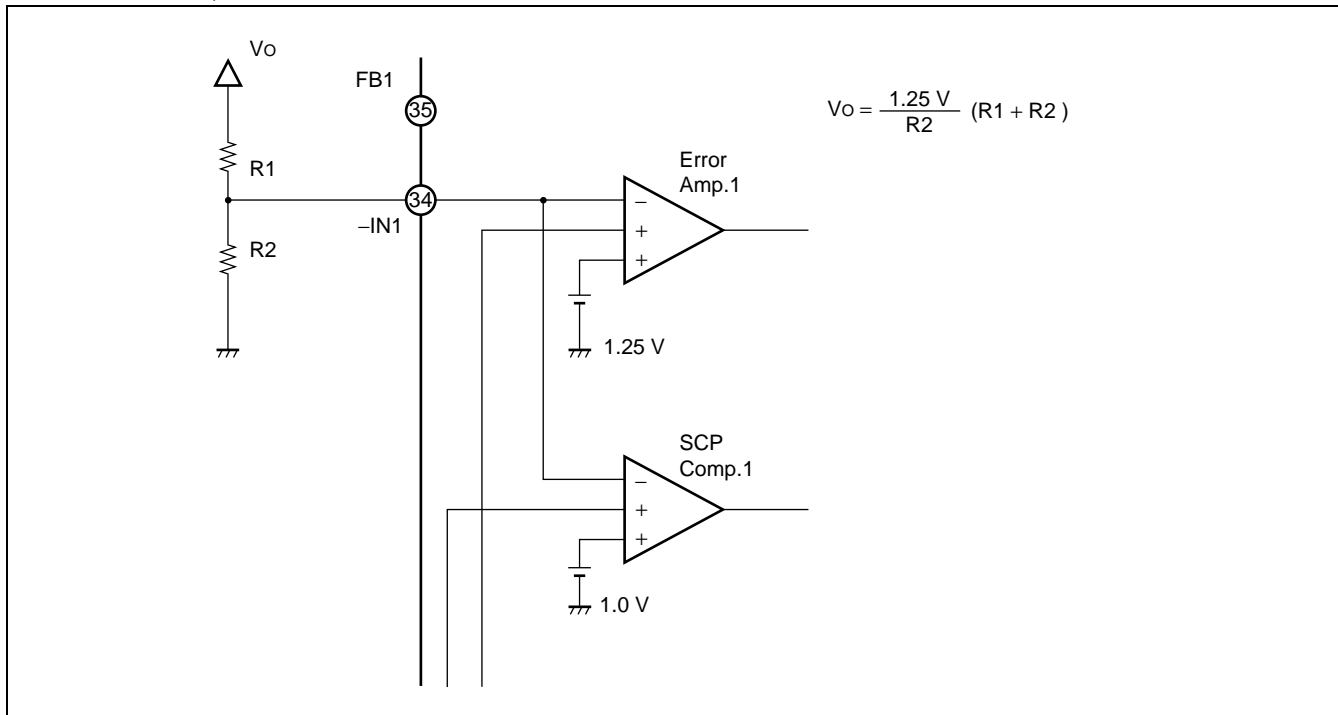 Vo
FB1
35
R1
34
−IN1
R2
Error
Amp.1
−
+
+
1.25 V
Vo = 1.25 V / R2 (R1 + R2 )
SCP
Comp.1
−
+
+
1.0 V